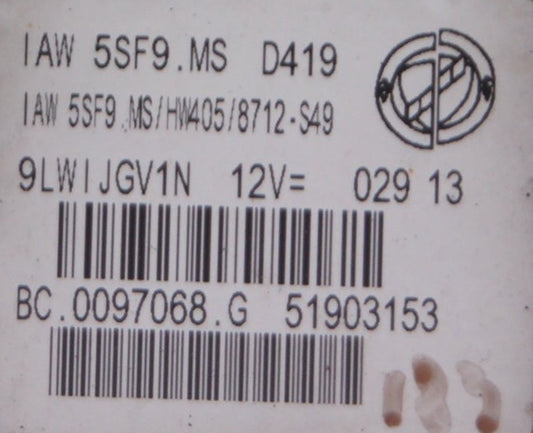 IAW 5SF9.MS D419
IAW 5SF9.MS/HW405/8712-S49
9LWIJGV1N 12V= 029 13
BC.0097068.G 51903153